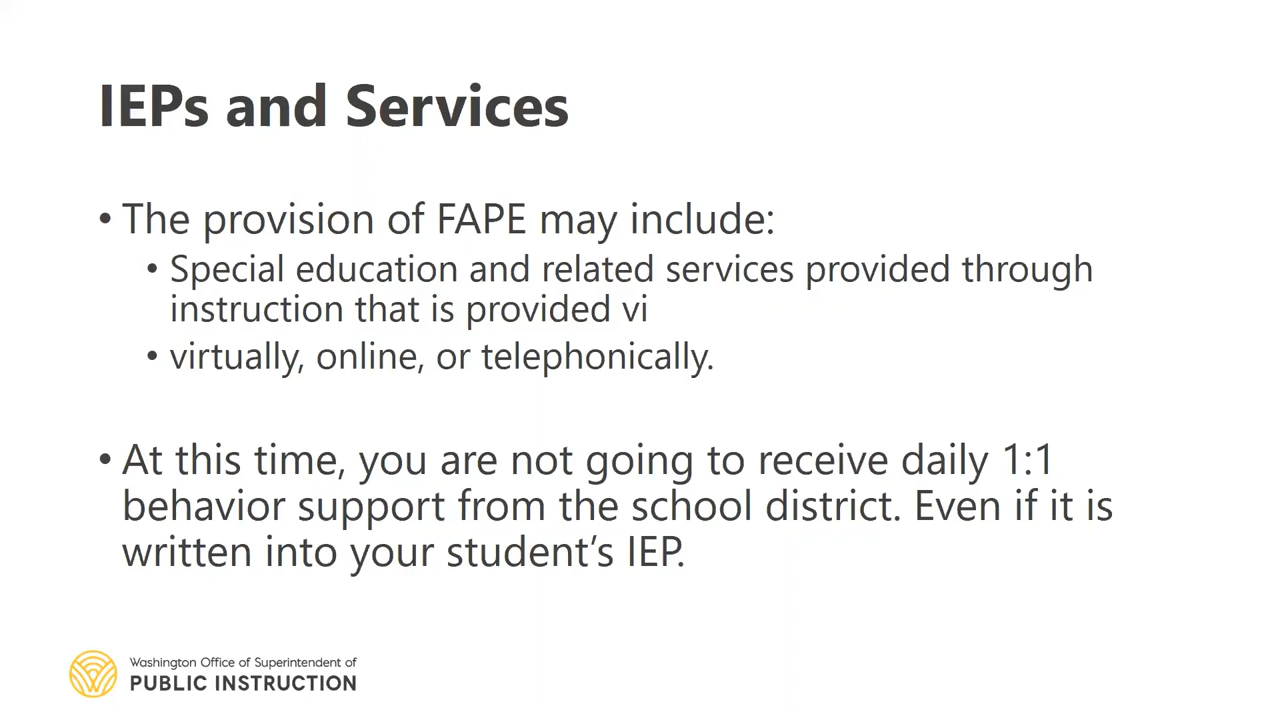 IEPs and Services
• The provision of FAPE may include:
• Special education and related services provided through
instruction that is provided vi
• virtually, online, or telephonically.
• At this time, you are not going to receive daily 1:1
behavior support from the school district. Even if it is
written into your student’s IEP.
Washington Office of Superintendent of
PUBLIC INSTRUCTION